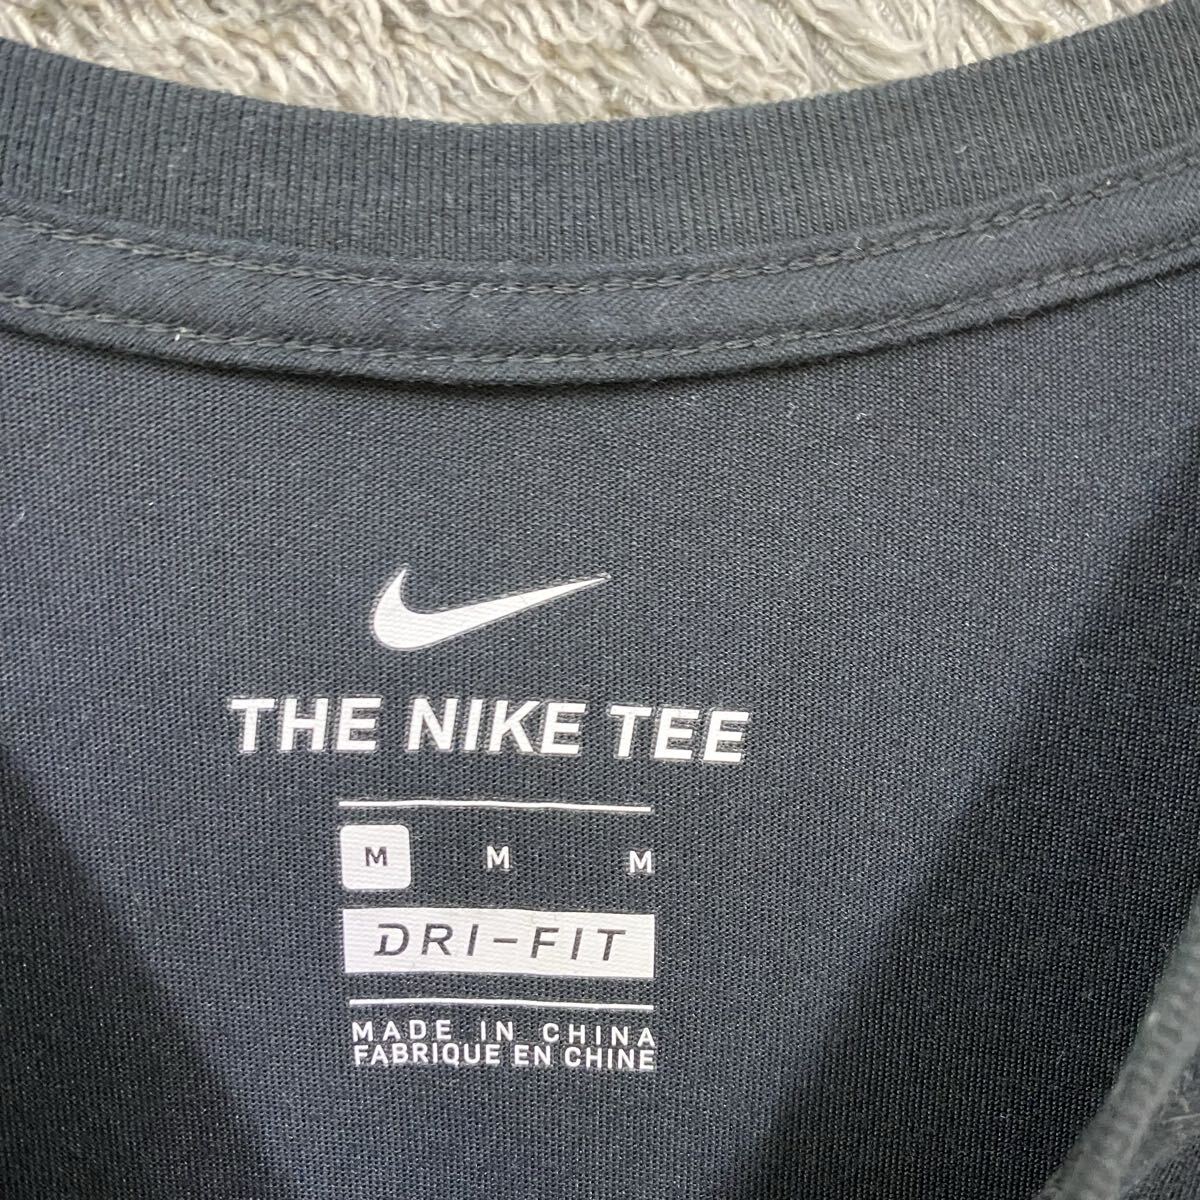 THE NIKE TEE
M M M
DRI-FIT
MADE IN CHINA
FABRIQUE EN CHINE